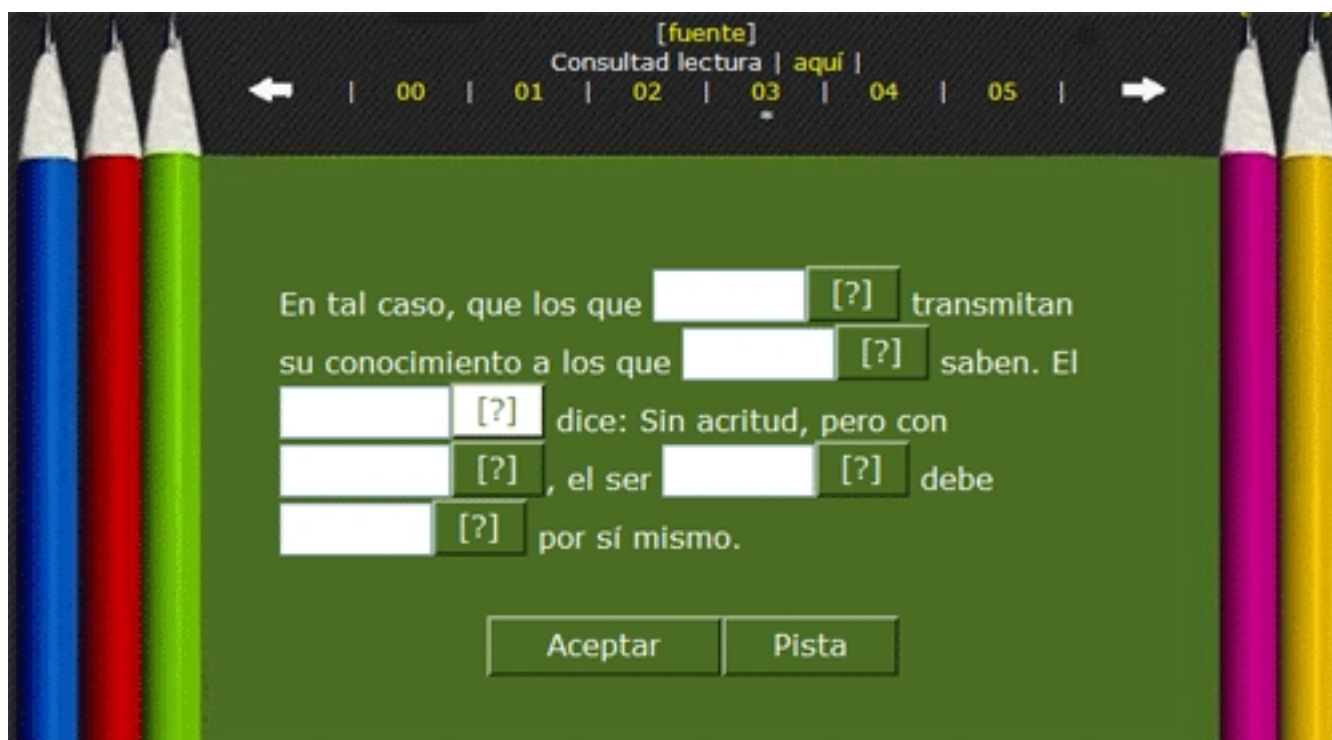 [fuente]
Consultad lectura | aquí |
| 00 | 01 | 02 | 03 | 04 | 05 |
En tal caso, que los que [?] transmitan
su conocimiento a los que [?] saben. El
[?] dice: Sin acritud, pero con
[?] , el ser [?] debe
[?] por sí mismo.
Aceptar Pista